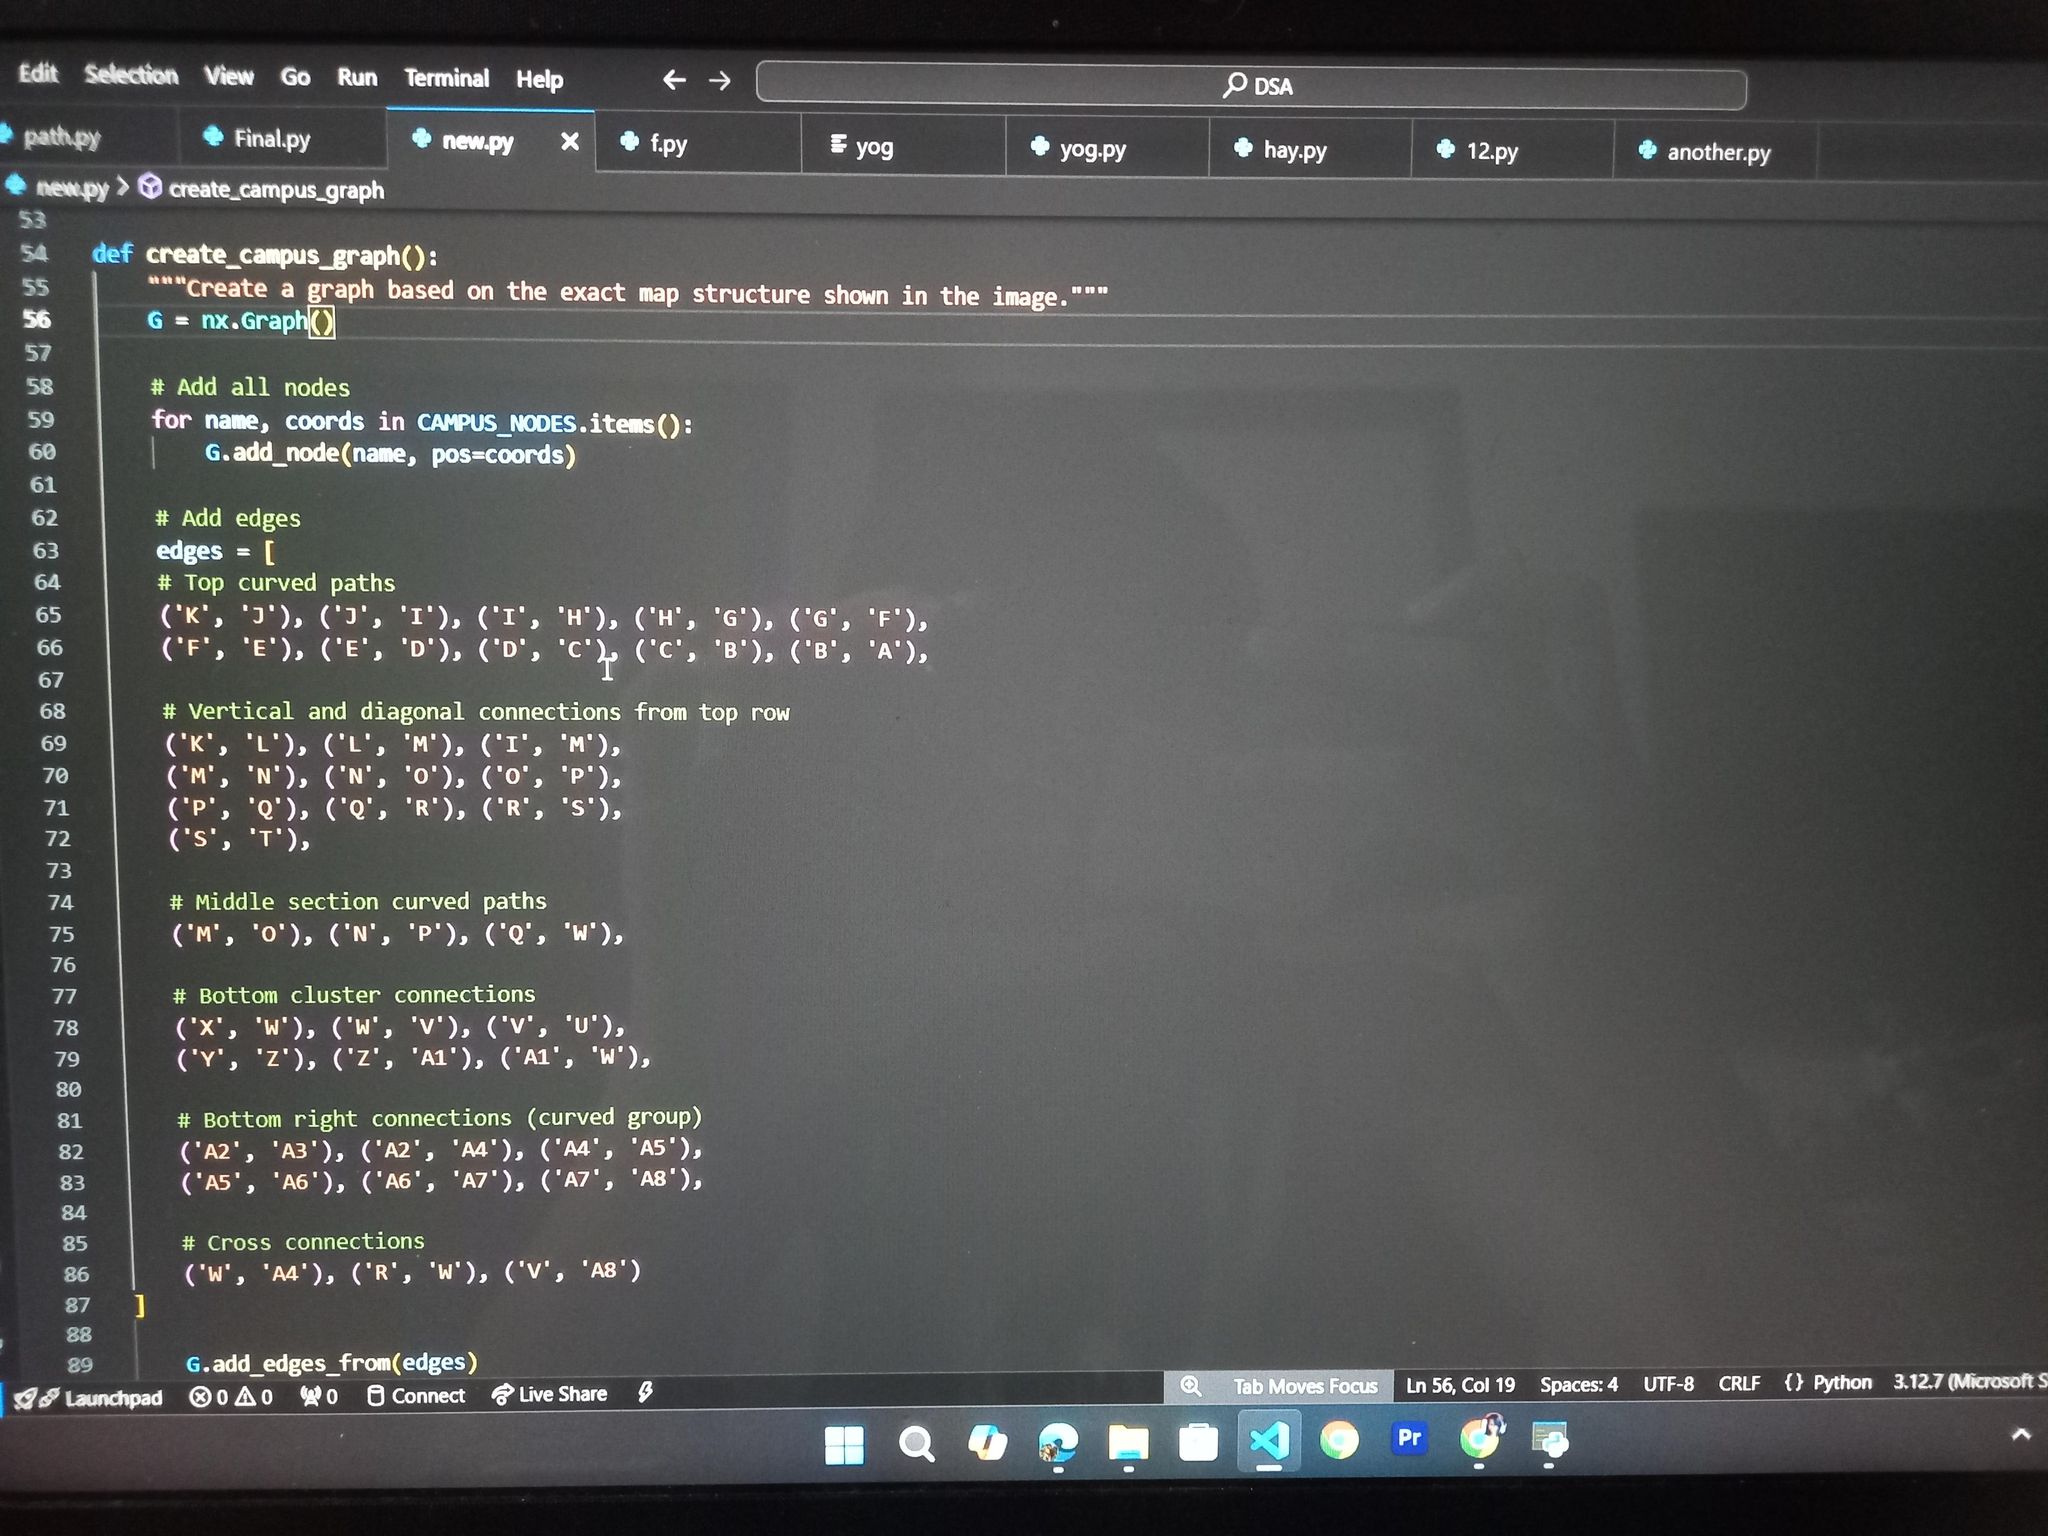 Edit Selection View Go Run Terminal Help ← → DSA
path.py Final.py new.py × f.py yog yog.py hay.py 12.py another.py
new.py > create_campus_graph
53
54 def create_campus_graph():
55 """Create a graph based on the exact map structure shown in the image."""
56 G = nx.Graph()
57
58 # Add all nodes
59 for name, coords in CAMPUS_NODES.items():
60 G.add_node(name, pos=coords)
61
62 # Add edges
63 edges = [
64 # Top curved paths
65 ('K', 'J'), ('J', 'I'), ('I', 'H'), ('H', 'G'), ('G', 'F'),
66 ('F', 'E'), ('E', 'D'), ('D', 'C'), ('C', 'B'), ('B', 'A'),
67
68 # Vertical and diagonal connections from top row
69 ('K', 'L'), ('L', 'M'), ('I', 'M'),
70 ('M', 'N'), ('N', 'O'), ('O', 'P'),
71 ('P', 'Q'), ('Q', 'R'), ('R', 'S'),
72 ('S', 'T'),
73
74 # Middle section curved paths
75 ('M', 'O'), ('N', 'P'), ('Q', 'W'),
76
77 # Bottom cluster connections
78 ('X', 'W'), ('W', 'V'), ('V', 'U'),
79 ('Y', 'Z'), ('Z', 'A1'), ('A1', 'W'),
80
81 # Bottom right connections (curved group)
82 ('A2', 'A3'), ('A2', 'A4'), ('A4', 'A5'),
83 ('A5', 'A6'), ('A6', 'A7'), ('A7', 'A8'),
84
85 # Cross connections
86 ('W', 'A4'), ('R', 'W'), ('V', 'A8')
87 ]
88
89 G.add_edges_from(edges)
Launchpad 0 0 0 Connect Live Share Tab Moves Focus Ln 56, Col 19 Spaces: 4 UTF-8 CRLF {} Python 3.12.7 (Microsoft S
Pr